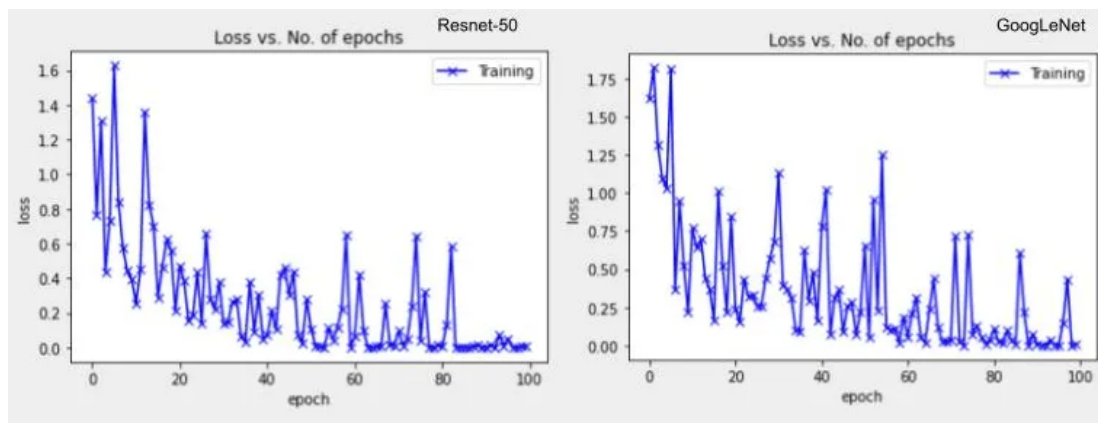 Resnet-50
Loss vs. No. of epochs
Training
1.6
1.4
1.2
1.0
0.8
0.6
0.4
0.2
0.0
loss
0 20 40 60 80 100
epoch
GoogLeNet
Loss vs. No. of epochs
Training
1.75
1.50
1.25
1.00
0.75
0.50
0.25
0.00
loss
0 20 40 60 80 100
epoch